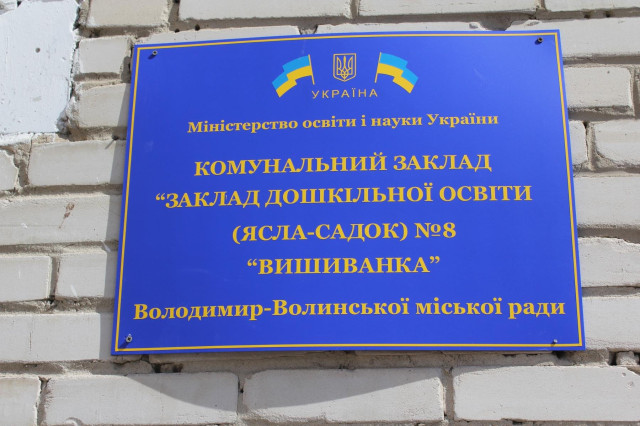 УКРАЇНА
Міністерство освіти і науки України
КОМУНАЛЬНИЙ ЗАКЛАД
“ЗАКЛАД ДОШКІЛЬНОЇ ОСВІТИ
(ЯСЛА-САДОК) №8
“ВИШИВАНКА”
Володимир-Волинської міської ради